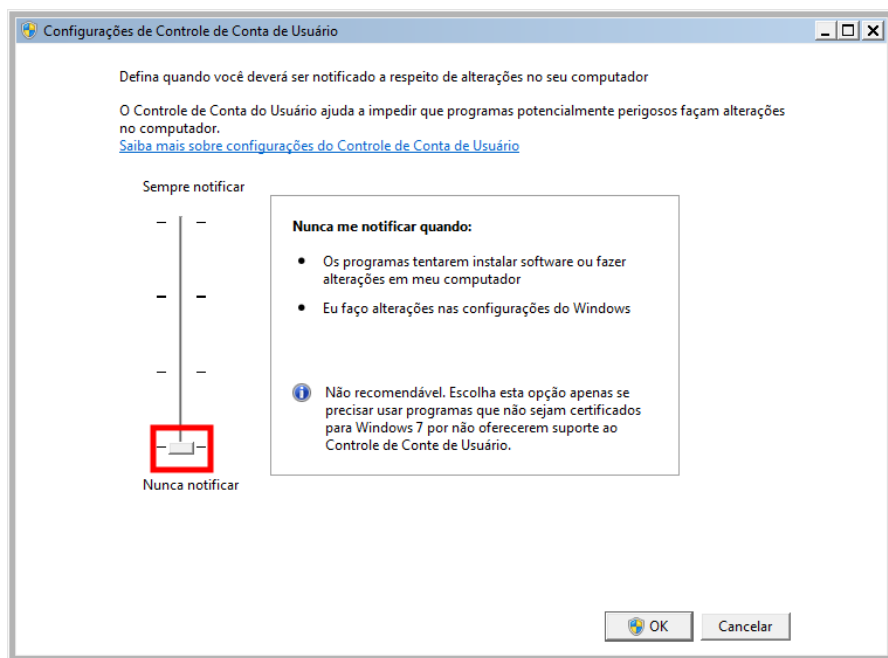 Configurações de Controle de Conta de Usuário
Defina quando você deverá ser notificado a respeito de alterações no seu computador
O Controle de Conta do Usuário ajuda a impedir que programas potencialmente perigosos façam alterações
no computador.
Saiba mais sobre configurações do Controle de Conta de Usuário
Sempre notificar
Nunca me notificar quando:
Os programas tentarem instalar software ou fazer
alterações em meu computador
Eu faço alterações nas configurações do Windows
Não recomendável. Escolha esta opção apenas se
precisar usar programas que não sejam certificados
para Windows 7 por não oferecerem suporte ao
Controle de Conte de Usuário.
Nunca notificar
OK
Cancelar